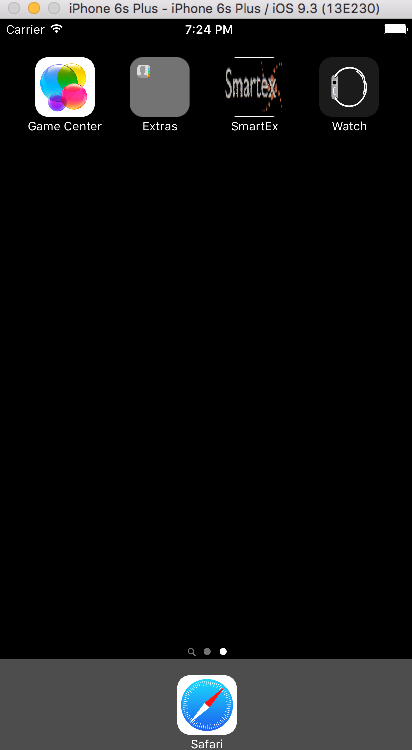 iPhone 6s Plus - iPhone 6s Plus / iOS 9.3 (13E230)
Carrier 7:24 PM
Smartex
Game Center Extras SmartEx Watch
Safari